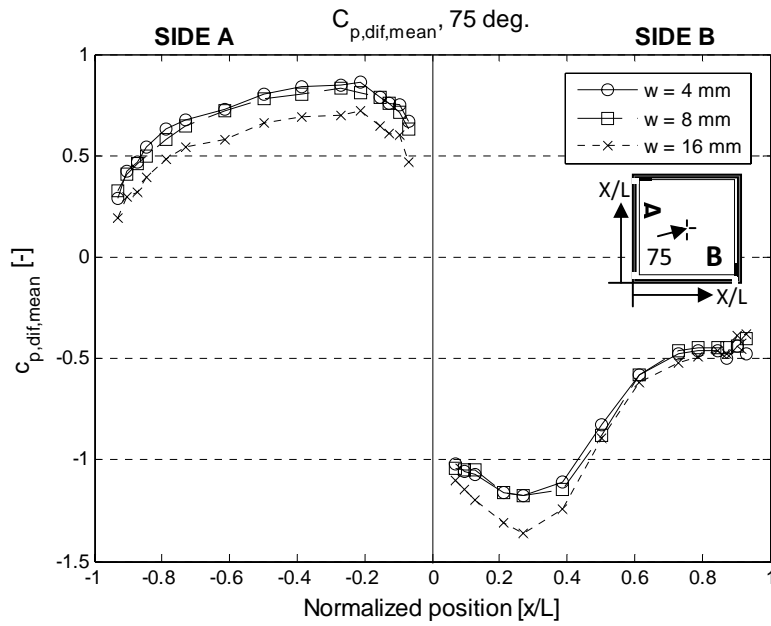 C_p,dif,mean, 75 deg.
SIDE A
SIDE B
1
0.5
0
-0.5
-1
-1.5
c_p,dif,mean [-]
w = 4 mm
w = 8 mm
w = 16 mm
X/L
A
75
B
X/L
-1 -0.8 -0.6 -0.4 -0.2 0 0.2 0.4 0.6 0.8 1
Normalized position [x/L]